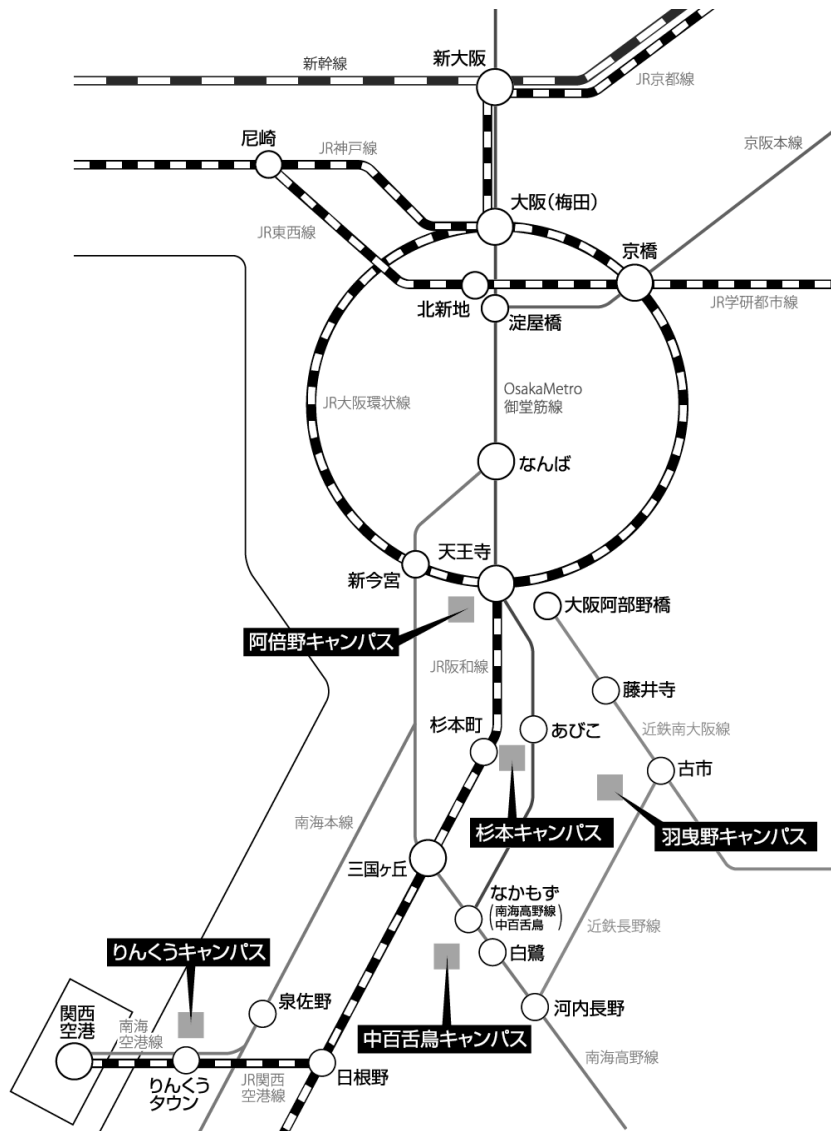 新大阪
新幹線
JR京都線
尼崎
JR神戸線
京阪本線
大阪(梅田)
JR東西線
京橋
北新地
淀屋橋
JR学研都市線
OsakaMetro
御堂筋線
JR大阪環状線
なんば
天王寺
新今宮
大阪阿部野橋
阿倍野キャンパス
JR阪和線
藤井寺
杉本町
あびこ
近鉄南大阪線
古市
南海本線
杉本キャンパス
羽曳野キャンパス
三国ヶ丘
なかもず
(南海高野線
中百舌鳥)
近鉄長野線
りんくうキャンパス
白鷺
関西
空港
南海
空港線
泉佐野
河内長野
中百舌鳥キャンパス
南海高野線
りんくう
タウン
JR関西
空港線
日根野